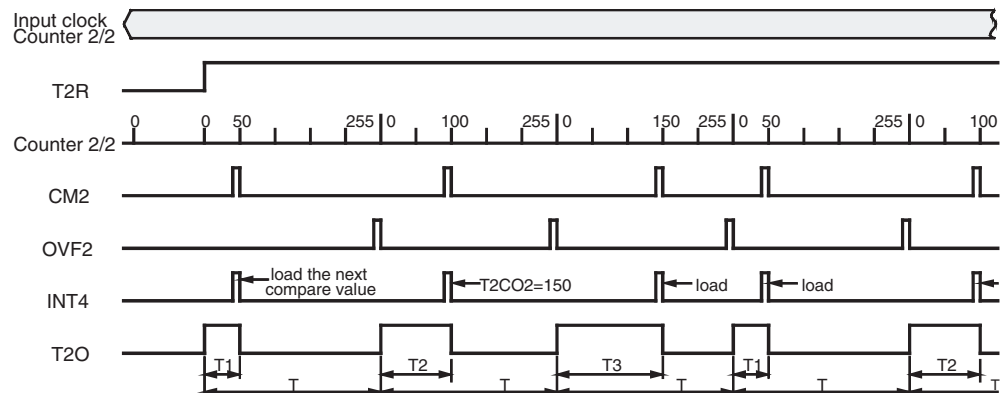 Input clock
Counter 2/2
T2R
0 0 50 255 0 100 255 0 150 255 0 50 255 0 100
Counter 2/2
CM2
OVF2
INT4
load the next
compare value
T2CO2=150
load
load
T2O
T1 T2 T3 T1 T2
T T T T T